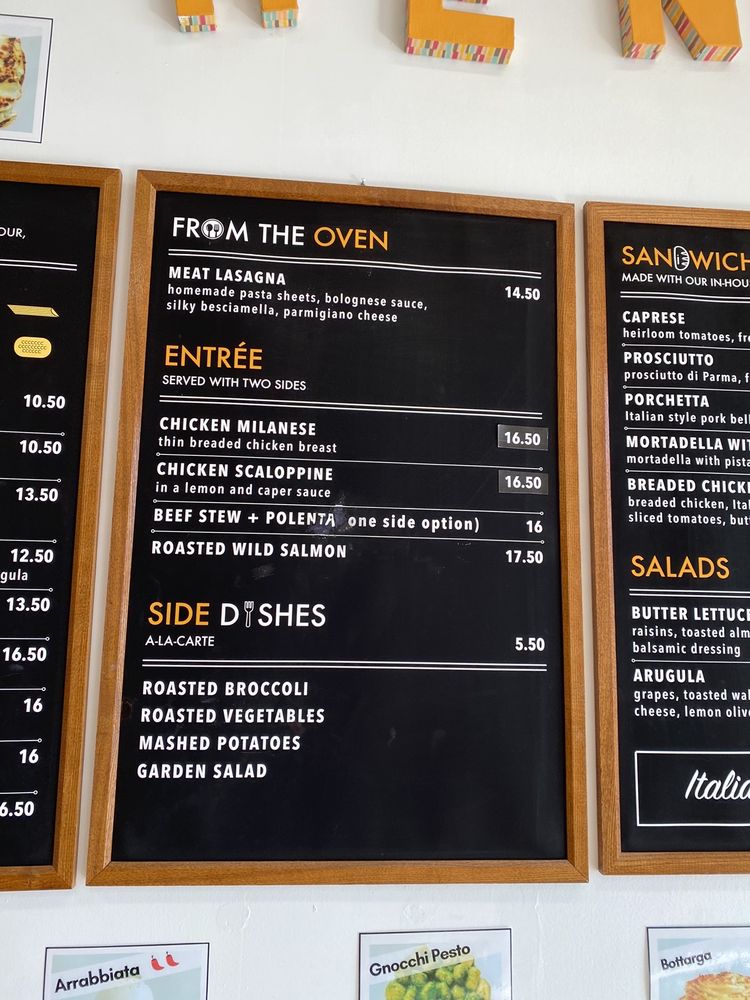 OUR,
10.50
10.50
13.50
12.50
gula
13.50
16.50
16
16
6.50
FROM THE OVEN
MEAT LASAGNA 14.50
homemade pasta sheets, bolognese sauce,
silky besciamella, parmigiano cheese
ENTRÉE
SERVED WITH TWO SIDES
CHICKEN MILANESE 16.50
thin breaded chicken breast
CHICKEN SCALOPPINE 16.50
in a lemon and caper sauce
BEEF STEW + POLENTA one side option) 16
ROASTED WILD SALMON 17.50
SIDE DISHES
A-LA-CARTE 5.50
ROASTED BROCCOLI
ROASTED VEGETABLES
MASHED POTATOES
GARDEN SALAD
SANDWICH
MADE WITH OUR IN-HOU
CAPRESE
heirloom tomatoes, fre
PROSCIUTTO
prosciutto di Parma, f
PORCHETTA
Italian style pork bell
MORTADELLA WIT
mortadella with pista
BREADED CHICK
breaded chicken, Ital
sliced tomatoes, butt
SALADS
BUTTER LETTUCE
raisins, toasted alm
balsamic dressing
ARUGULA
grapes, toasted wal
cheese, lemon olive
Italia
Arrabbiata
Gnocchi Pesto
Bottarga